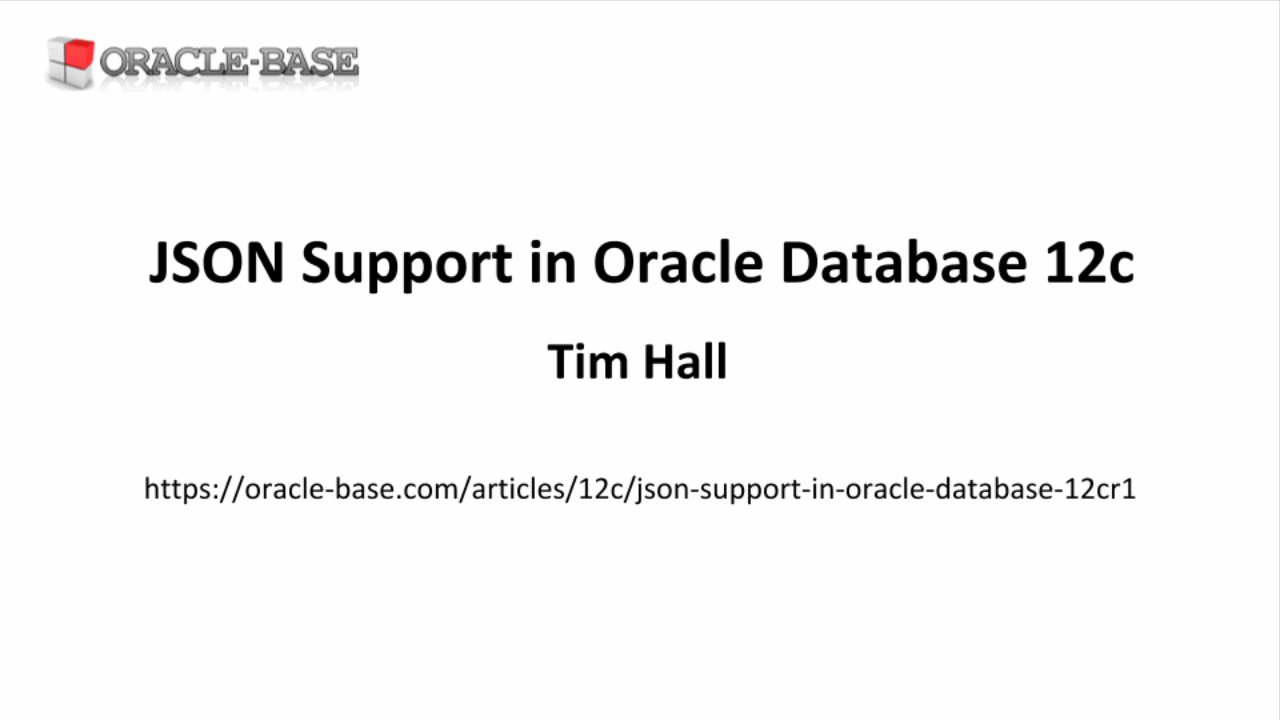 ORACLE-BASE
JSON Support in Oracle Database 12c
Tim Hall
https://oracle-base.com/articles/12c/json-support-in-oracle-database-12cr1